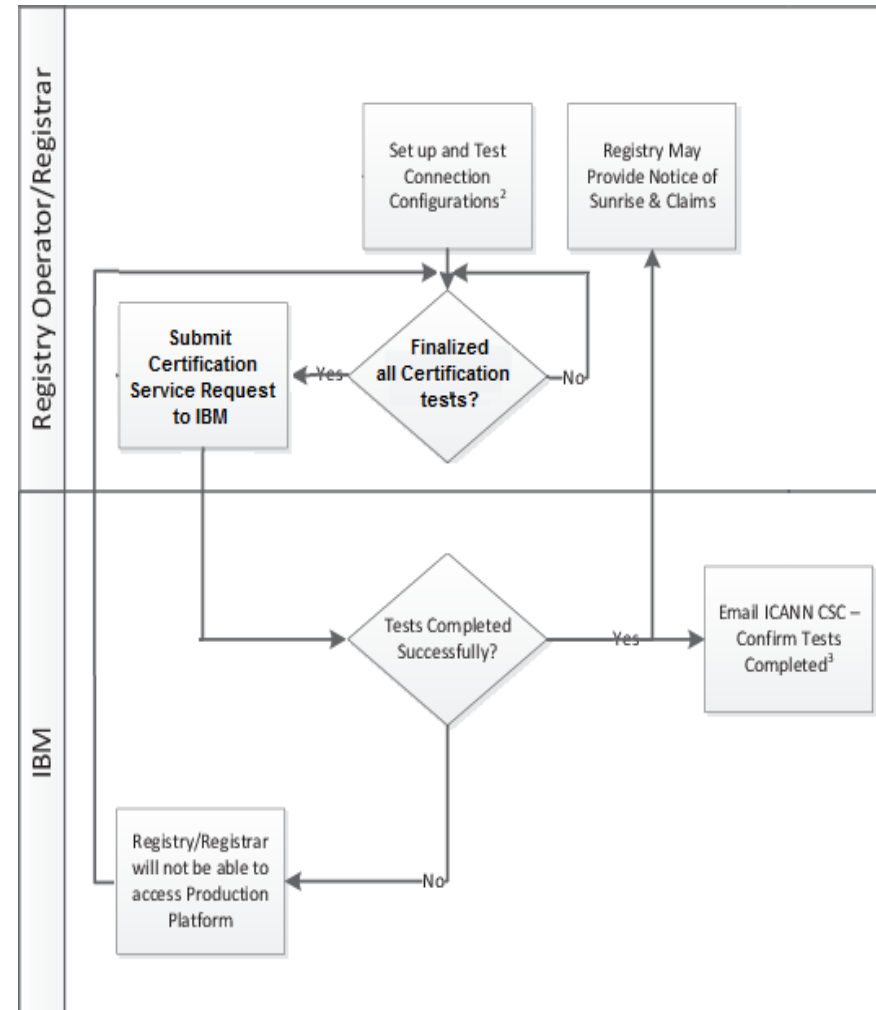 Registry Operator/Registrar
Set up and Test
Connection
Configurations²
Registry May
Provide Notice of
Sunrise & Claims
Submit
Certification
Service Request
to IBM
Yes
Finalized
all Certification
tests?
No
IBM
Tests Completed
Successfully?
Yes
Email ICANN CSC –
Confirm Tests
Completed³
Registry/Registrar
will not be able to
access Production
Platform
No